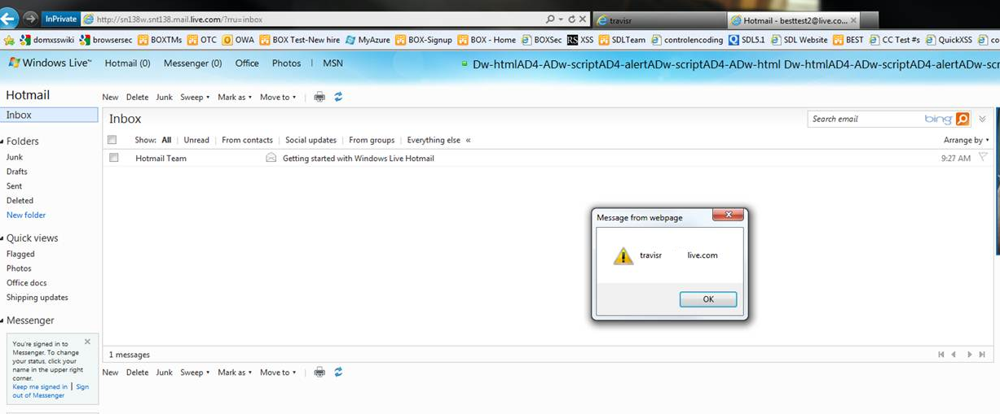 InPrivate http://sn138w.snt138.mail.live.com/?rru=inbox travisr Hotmail - besttest2@live.co...
domxsswiki browsersec BOXTMs OTC OWA BOX Test-New hire MyAzure BOX-Signup BOX - Home BOXSec RS XSS SDLTeam controlencoding SDL5.1 SDL Website BEST CC Test #s QuickXSS co
Windows Live™ Hotmail (0) Messenger (0) Office Photos | MSN Dw-htmlAD4-ADw-scriptAD4-alertADw-scriptAD4-ADw-html Dw-htmlAD4-ADw-scriptAD4-alertADw-scr
Hotmail
New Delete Junk Sweep Mark as Move to
Inbox
Inbox
Search email bing
Show: All Unread From contacts Social updates From groups Everything else «
Arrange by
Hotmail Team Getting started with Windows Live Hotmail 9:27 AM
Folders
Junk
Drafts
Sent
Deleted
New folder
Quick views
Flagged
Photos
Office docs
Shipping updates
Messenger
You're signed in to
Messenger. To change
your status, click your
name in the upper right
corner.
Keep me signed in | Sign
out of Messenger
Message from webpage
travisr live.com
OK
1 messages
New Delete Junk Sweep Mark as Move to